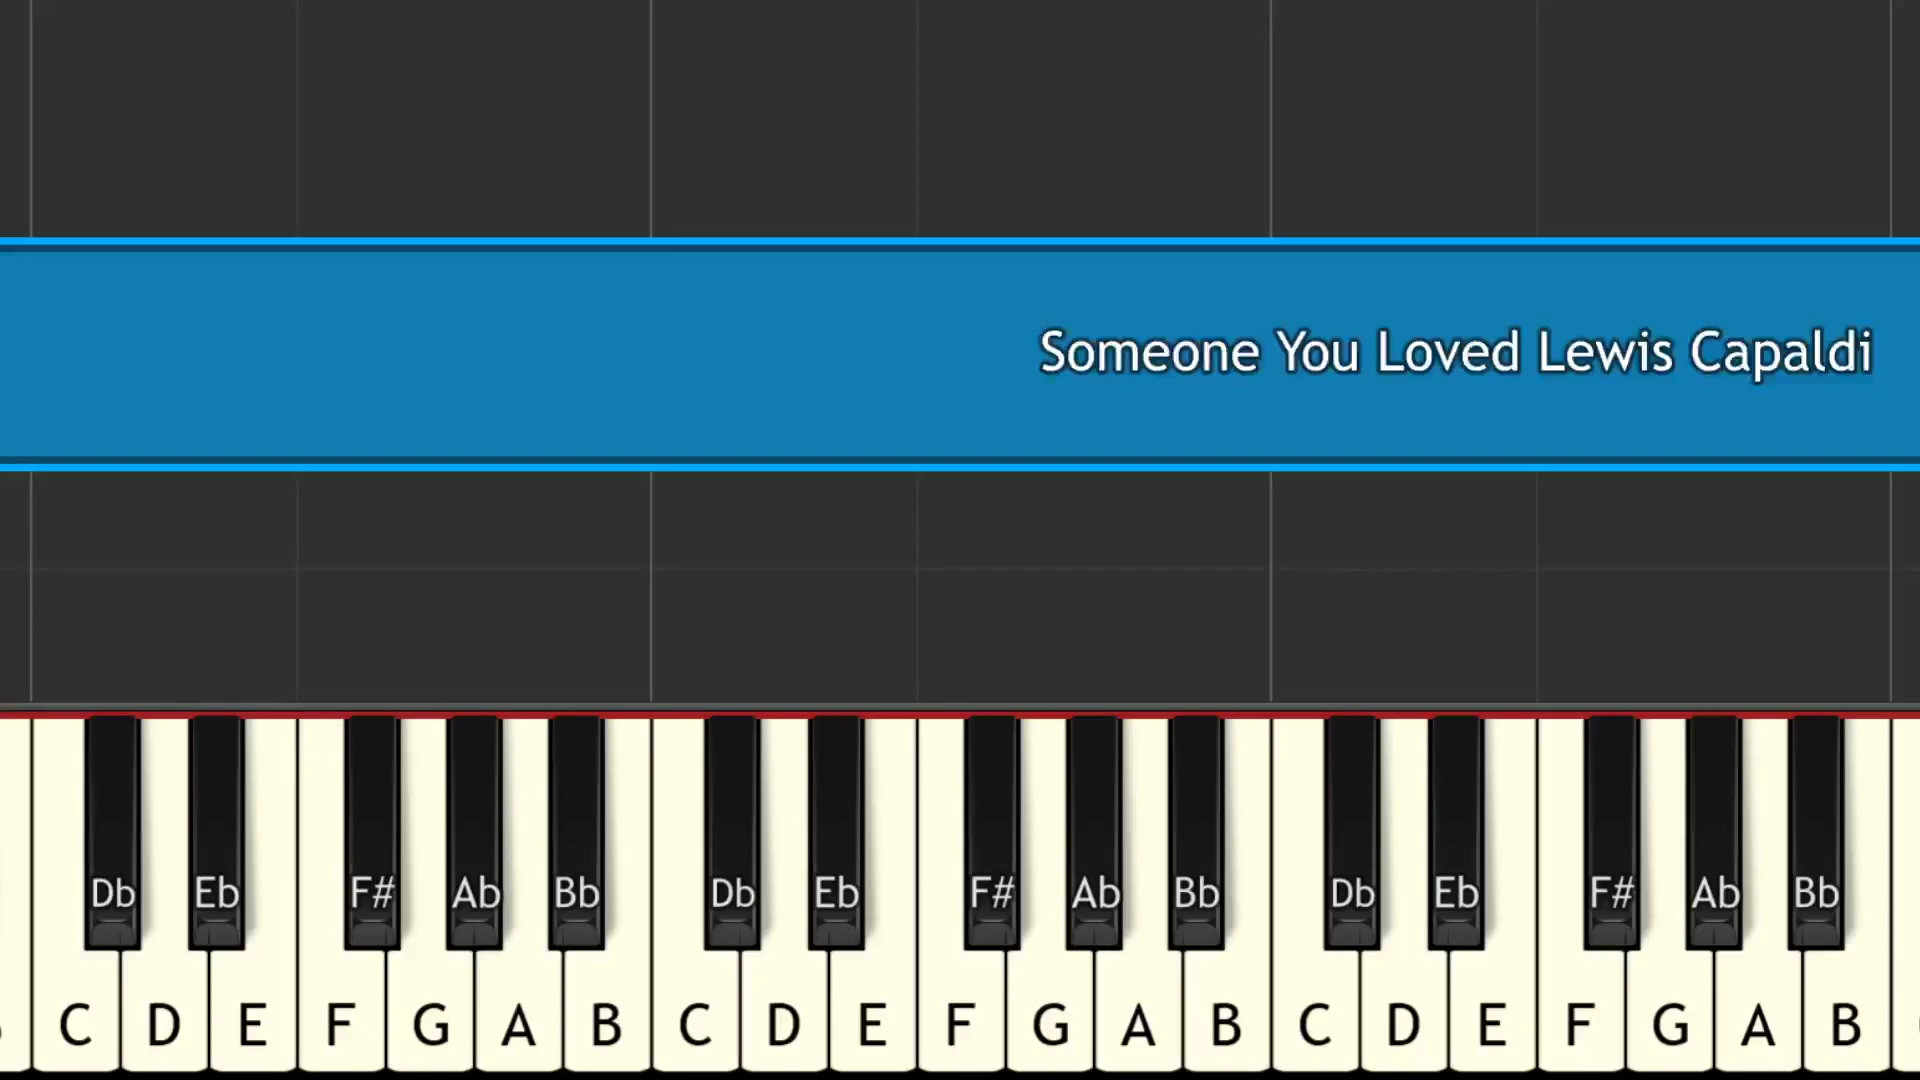 Someone You Loved Lewis Capaldi
Db Eb F# Ab Bb Db Eb F# Ab Bb Db Eb F# Ab Bb
C D E F G A B C D E F G A B C D E F G A B